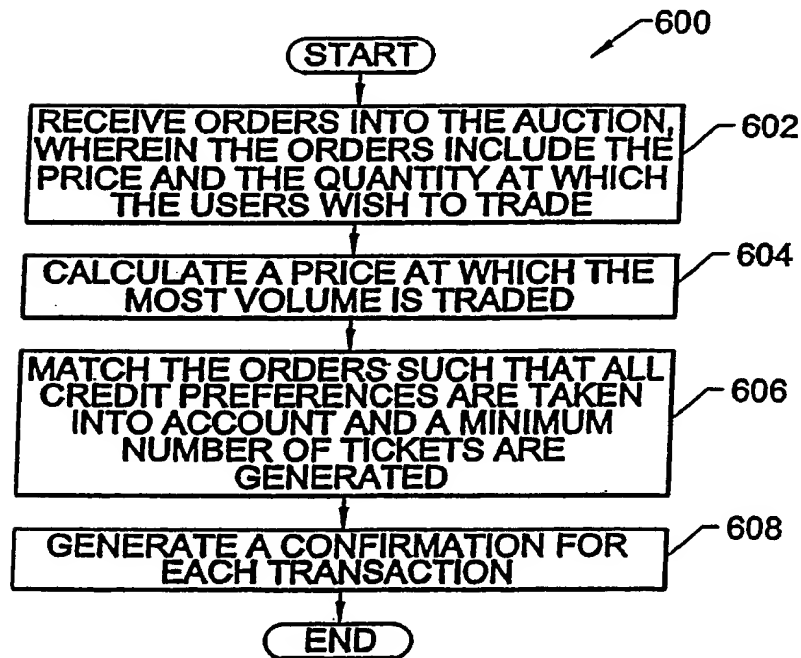 600
START
RECEIVE ORDERS INTO THE AUCTION,
WHEREIN THE ORDERS INCLUDE THE
PRICE AND THE QUANTITY AT WHICH
THE USERS WISH TO TRADE
602
CALCULATE A PRICE AT WHICH THE
MOST VOLUME IS TRADED
604
MATCH THE ORDERS SUCH THAT ALL
CREDIT PREFERENCES ARE TAKEN
INTO ACCOUNT AND A MINIMUM
NUMBER OF TICKETS ARE
GENERATED
606
GENERATE A CONFIRMATION FOR
EACH TRANSACTION
608
END